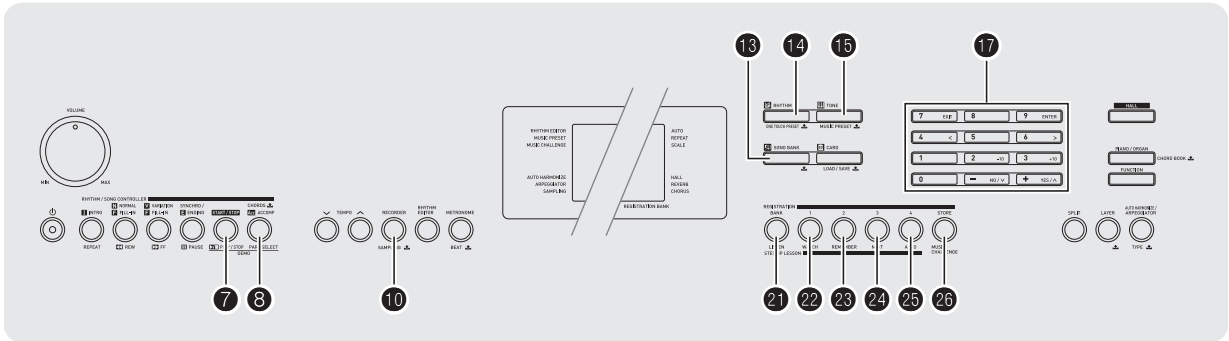 13
14
15
17
RHYTHM
TONE
ONE TOUCH PRESET
MUSIC PRESET
SONG BANK
CARD
LOAD/SAVE
7 EXIT
8
9 ENTER
4 <
5
6 >
1
2 -10
3 +10
0
- NO/∨
+ YES/∧
HALL
PIANO/ORGAN
CHORD BOOK
FUNCTION
VOLUME
MIN
MAX
RHYTHM EDITOR
MUSIC PRESET
MUSIC CHALLENGE
AUTO HARMONIZE
ARPEGGIATOR
SAMPLING
AUTO
REPEAT
SCALE
HALL
REVERB
CHORUS
REGISTRATION BANK
RHYTHM / SONG CONTROLLER
I INTRO
REPEAT
N NORMAL
F FILL-IN
REW
V VARIATION
F FILL-IN
FF
SYNCHRO/
E ENDING
PAUSE
START/STOP
CHORDS
ACCOMP
DEMO
TEMPO
RECORDER
RHYTHM
EDITOR
METRONOME
BEAT
REGISTRATION
BANK
1
2
3
4
STORE
SPLIT
LAYER
AUTO HARMONIZE/
ARPEGGIATOR
TYPE
7
8
10
21
22
23
24
25
26